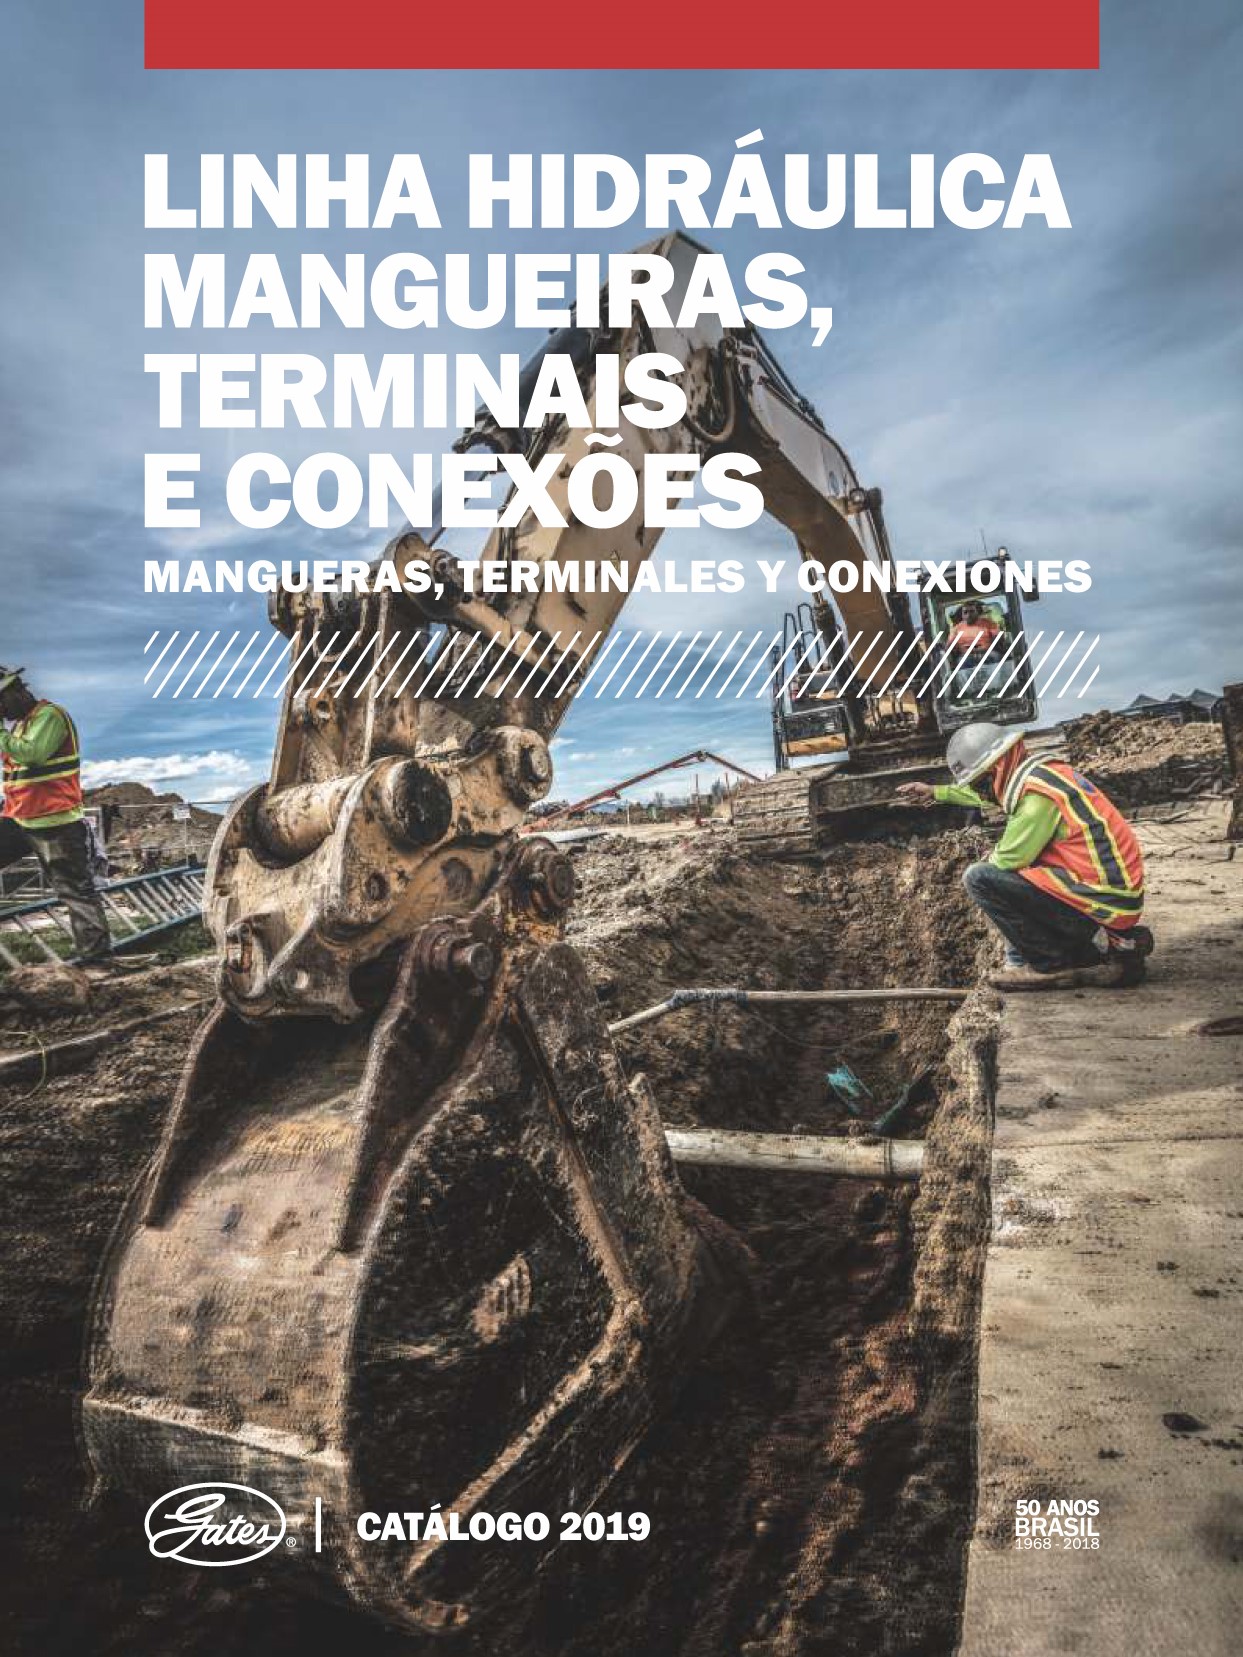 LINHA HIDRÁULICA
MANGUEIRAS,
TERMINAIS
E CONEXÕES
MANGUERAS, TERMINALES Y CONEXIONES
Gates®
CATÁLOGO 2019
50 ANOS
BRASIL
1968 - 2018